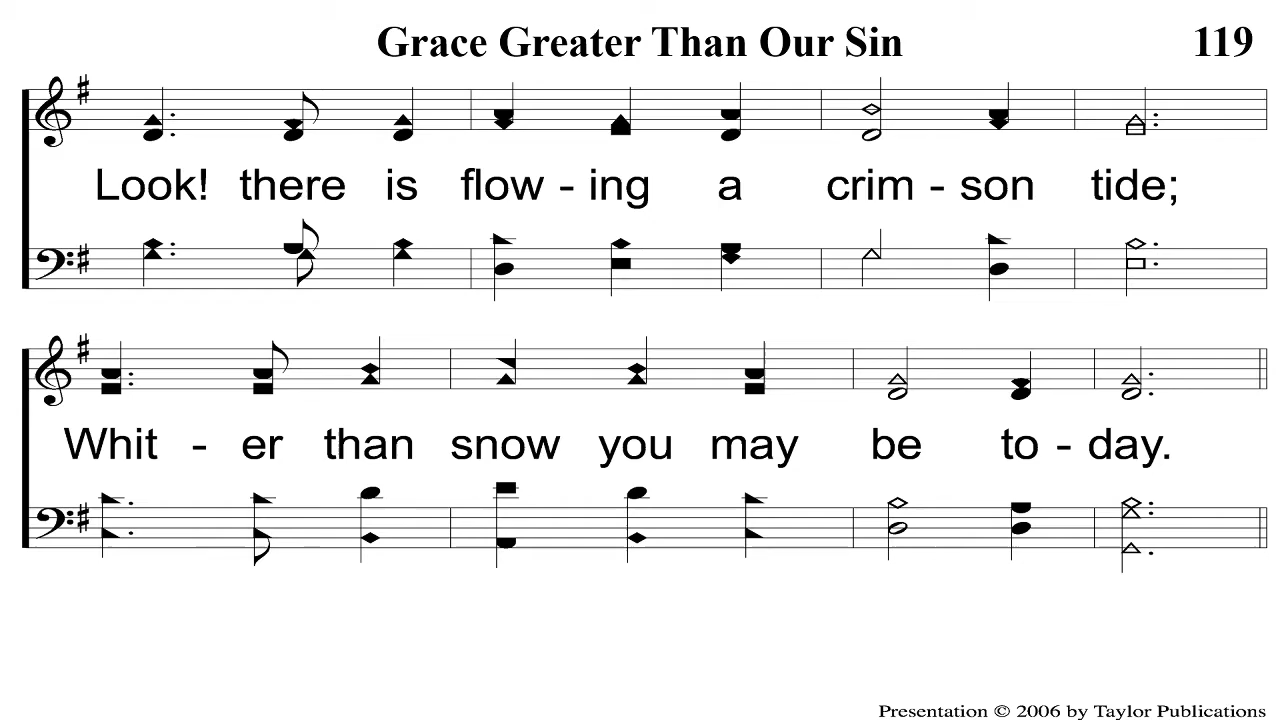 Grace Greater Than Our Sin 119
Look! there is flow - ing a crim - son tide;
Whit - er than snow you may be to - day.
Presentation © 2006 by Taylor Publications